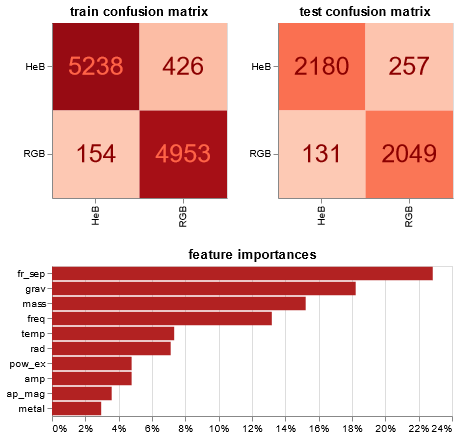 train confusion matrix
HeB 5238 426
RGB 154 4953
HeB RGB
test confusion matrix
HeB 2180 257
RGB 131 2049
HeB RGB
feature importances
fr_sep
grav
mass
freq
temp
rad
pow_ex
amp
ap_mag
metal
0% 2% 4% 6% 8% 10% 12% 14% 16% 18% 20% 22% 24%